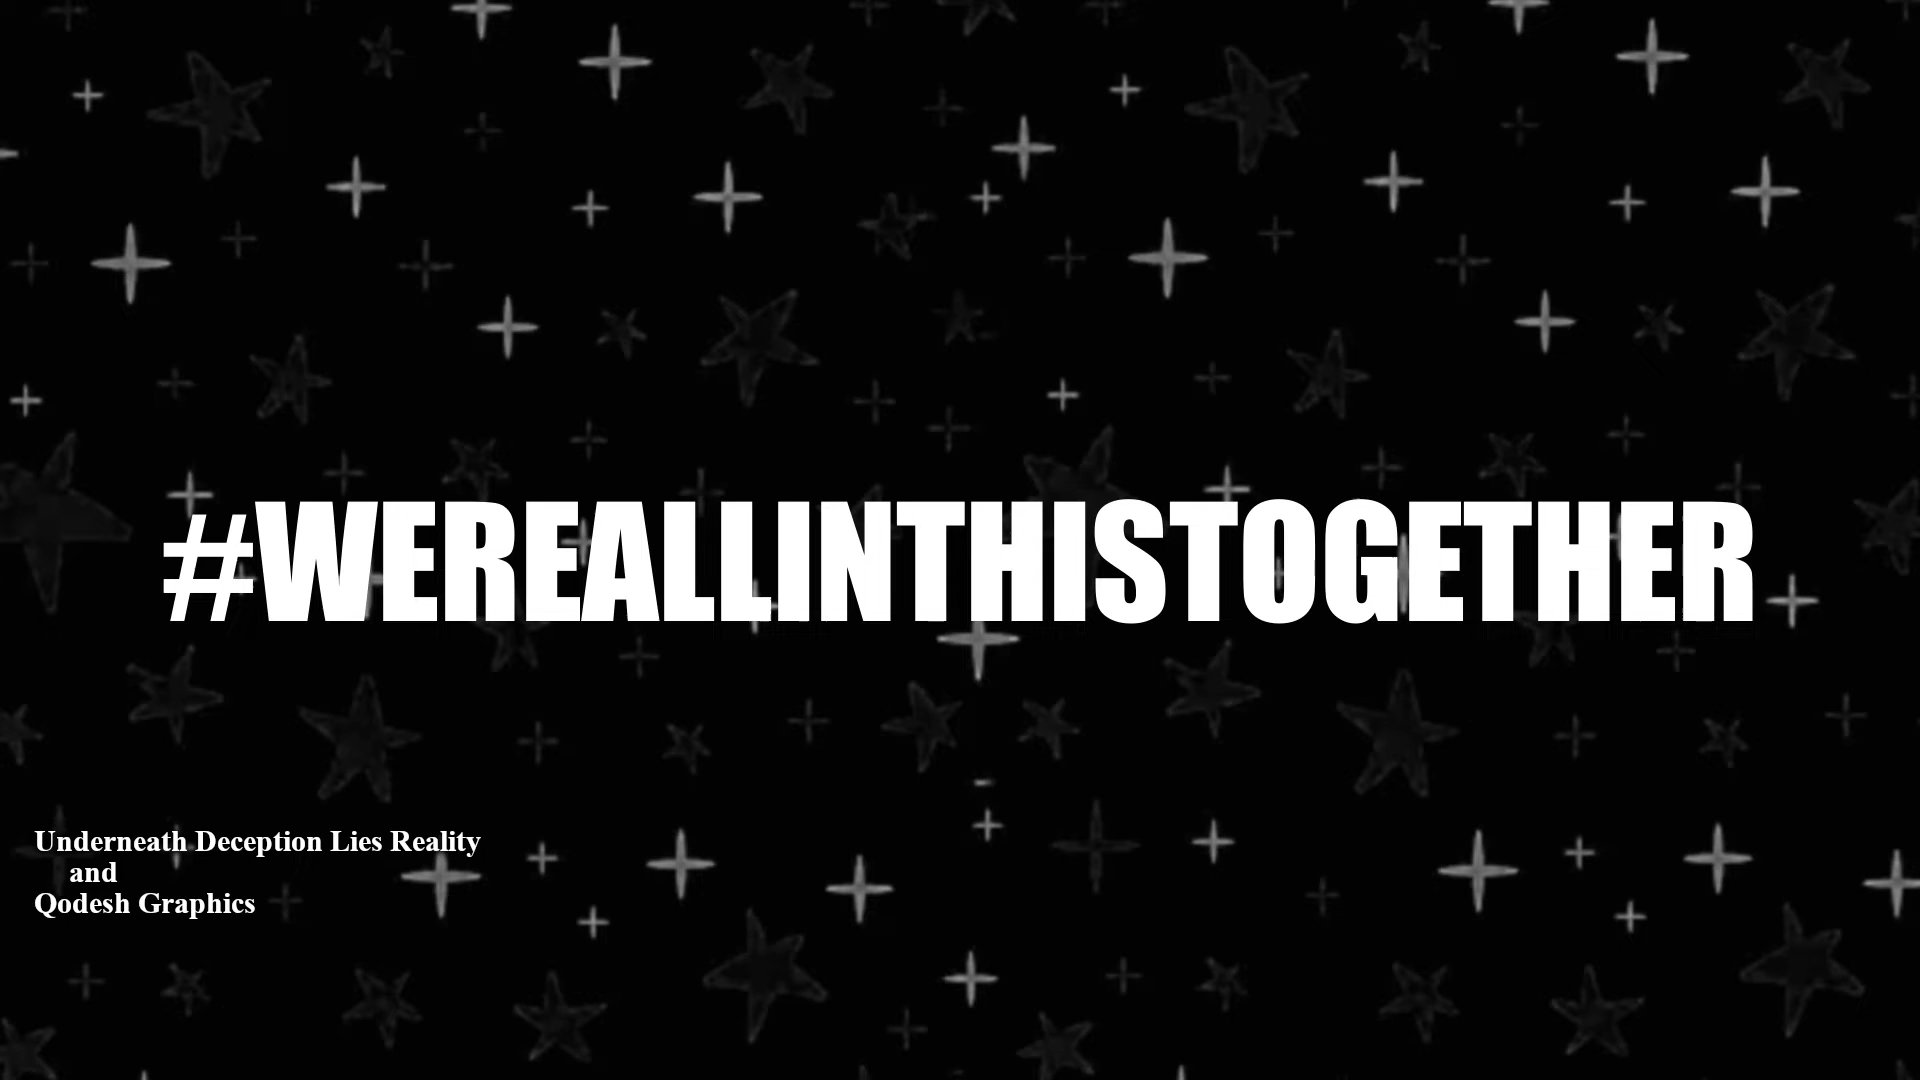 #WEREALLINTHISTOGETHER
Underneath Deception Lies Reality
and
Qodesh Graphics